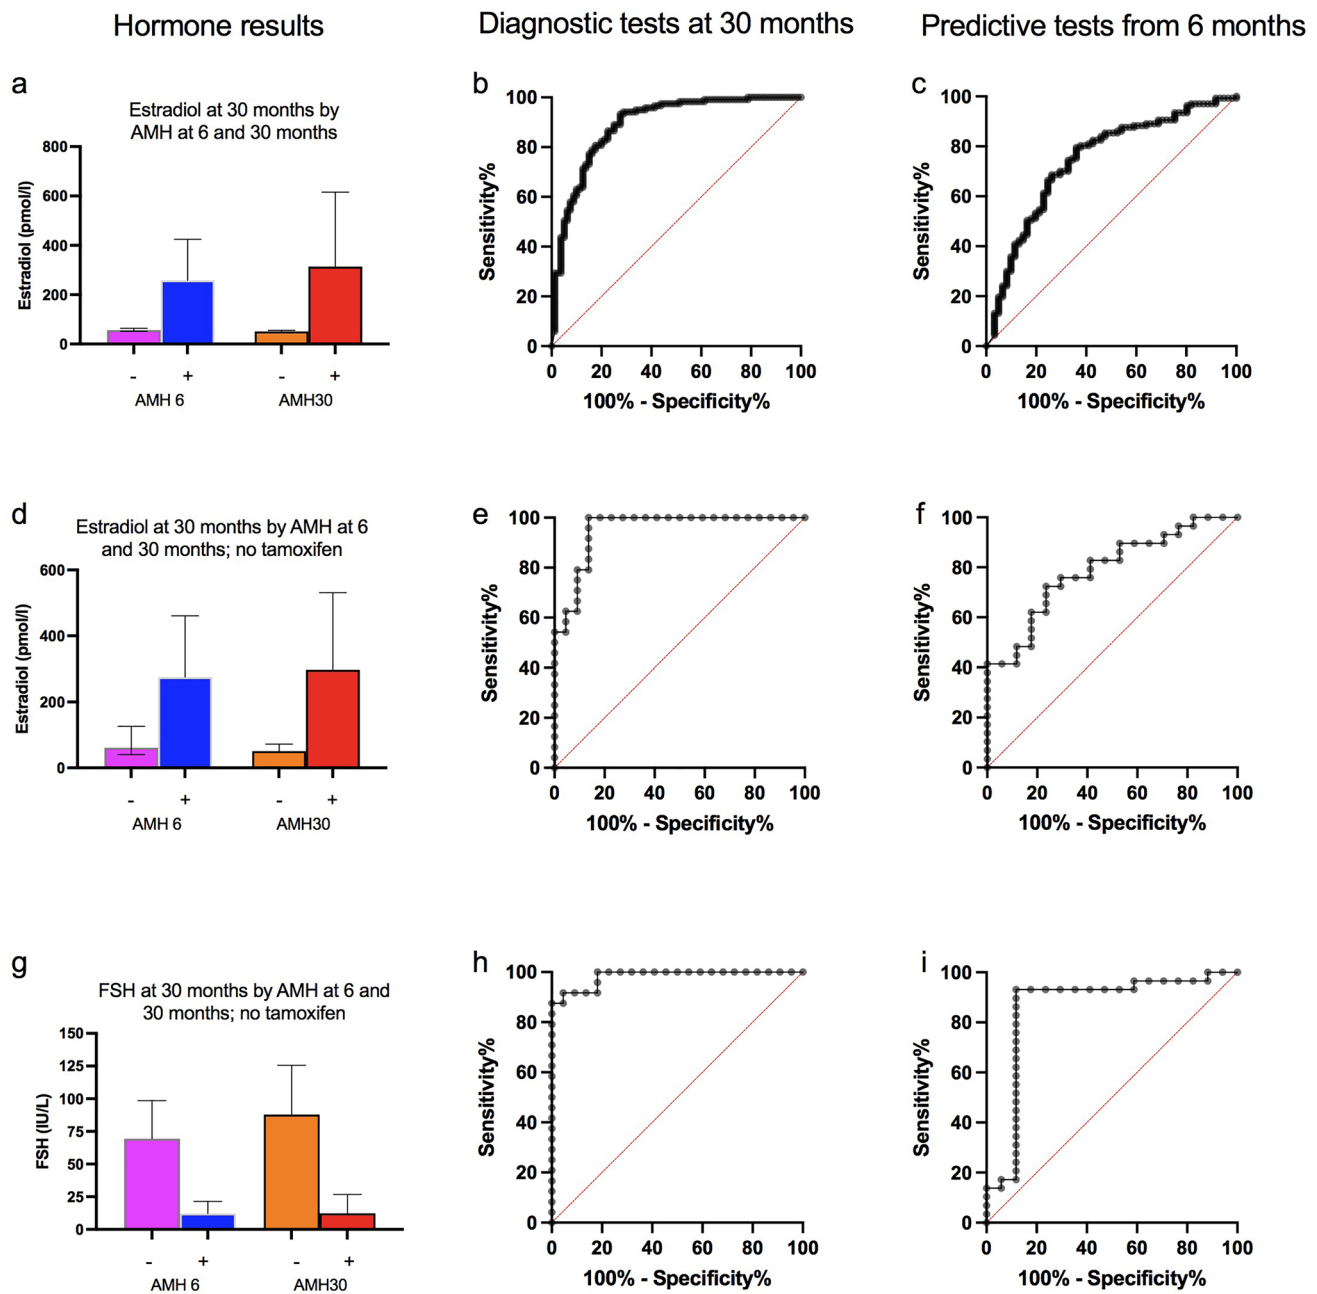 Hormone results
Diagnostic tests at 30 months
Predictive tests from 6 months
a
Estradiol at 30 months by
AMH at 6 and 30 months
Estradiol (pmol/l)
800
600
400
200
0
-
+
-
+
AMH 6
AMH30
b
Sensitivity%
100
80
60
40
20
0
0
20
40
60
80
100
100% - Specificity%
c
Sensitivity%
100
80
60
40
20
0
0
20
40
60
80
100
100% - Specificity%
d
Estradiol at 30 months by AMH at 6
and 30 months; no tamoxifen
Estradiol (pmol/l)
600
400
200
0
-
+
-
+
AMH 6
AMH30
e
Sensitivity%
100
80
60
40
20
0
0
20
40
60
80
100
100% - Specificity%
f
Sensitivity%
100
80
60
40
20
0
0
20
40
60
80
100
100% - Specificity%
g
FSH at 30 months by AMH at 6 and
30 months; no tamoxifen
FSH (IU/L)
150
125
100
75
50
25
0
-
+
-
+
AMH 6
AMH30
h
Sensitivity%
100
80
60
40
20
0
0
20
40
60
80
100
100% - Specificity%
i
Sensitivity%
100
80
60
40
20
0
0
20
40
60
80
100
100% - Specificity%